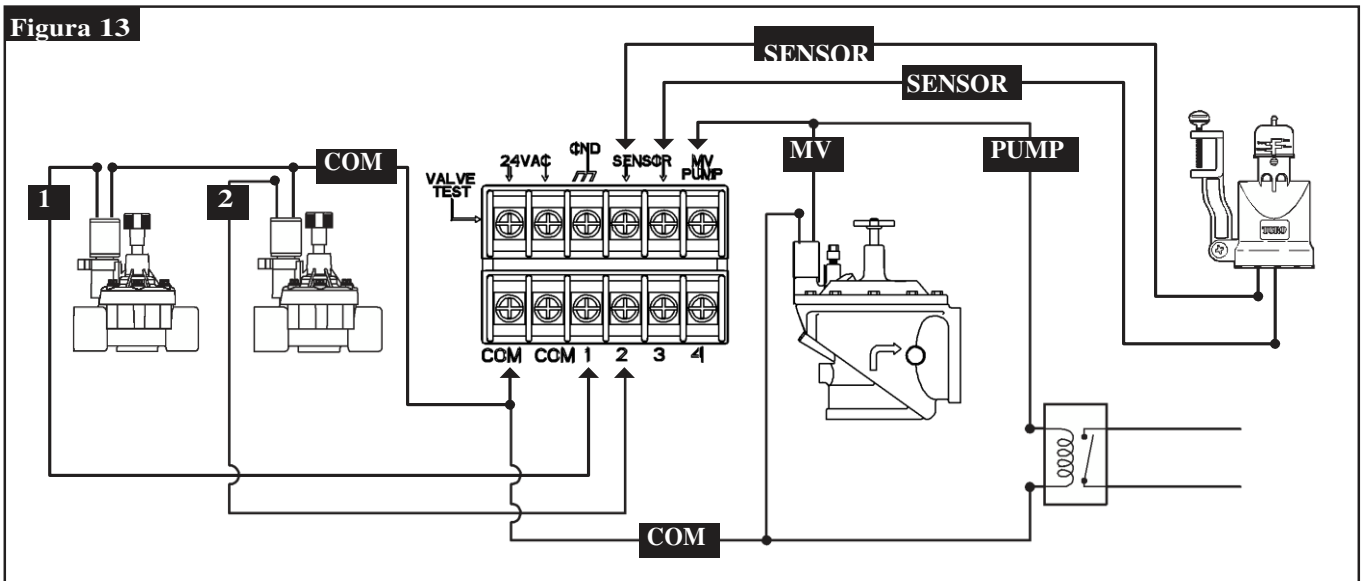 Figura 13
SENSOR
SENSOR
COM
MV
PUMP
1
2
24VAC
GND
SENSOR
MV
PUMP
VALVE
TEST
TORO
COM
COM
1
2
3
4
COM